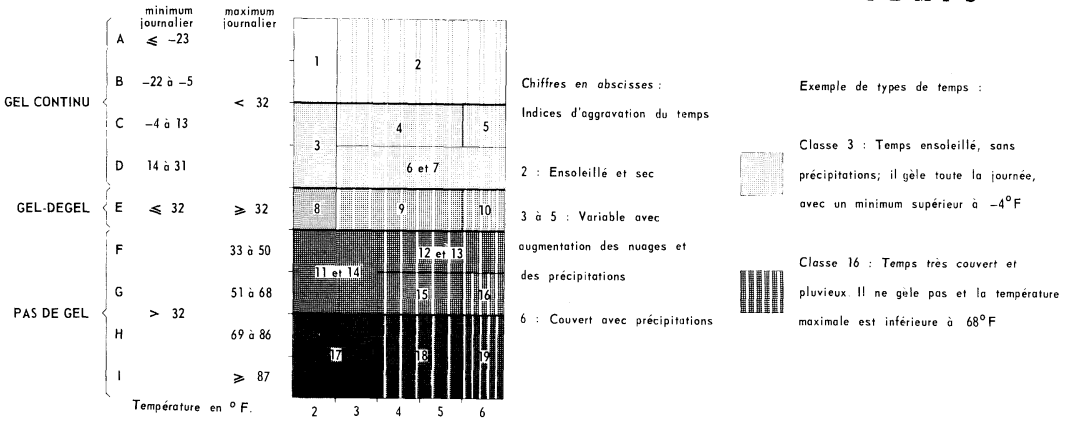 minimum journalier
maximum journalier
A ≤ –23
B –22 à –5
GEL CONTINU
< 32
C –4 à 13
D 14 à 31
GEL-DEGEL E ≤ 32 ≥ 32
F 33 à 50
G 51 à 68
PAS DE GEL > 32
H 69 à 86
I ≥ 87
Température en °F.
1 2
3 4 5
6 et 7
8 9 10
11 et 14 12 et 13
15 16
17 18 19
2 3 4 5 6
Chiffres en abscisses :
Indices d'aggravation du temps
2 : Ensoleillé et sec
3 à 5 : Variable avec
augmentation des nuages et
des précipitations
6 : Couvert avec précipitations
Exemple de types de temps :
Classe 3 : Temps ensoleillé, sans
précipitations; il gèle toute la journée,
avec un minimum supérieur à –4°F
Classe 16 : Temps très couvert et
pluvieux. Il ne gèle pas et la température
maximale est inférieure à 68°F